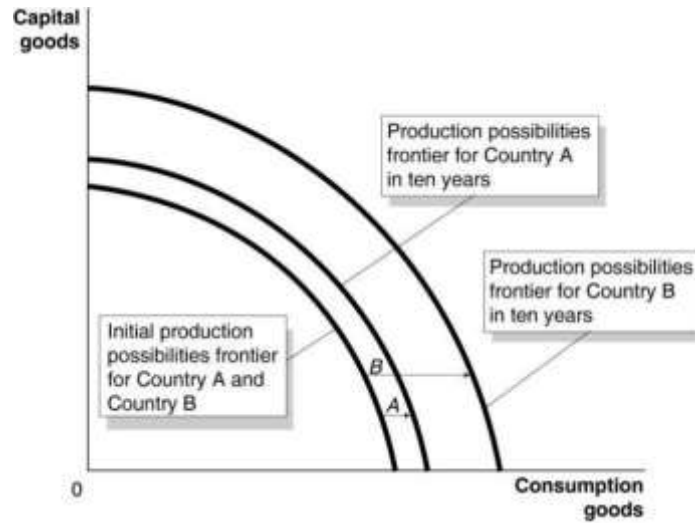 Capital
goods
Production possibilities
frontier for Country A
in ten years
Production possibilities
frontier for Country B
in ten years
Initial production
possibilities frontier
for Country A and
Country B
B
A
0
Consumption
goods